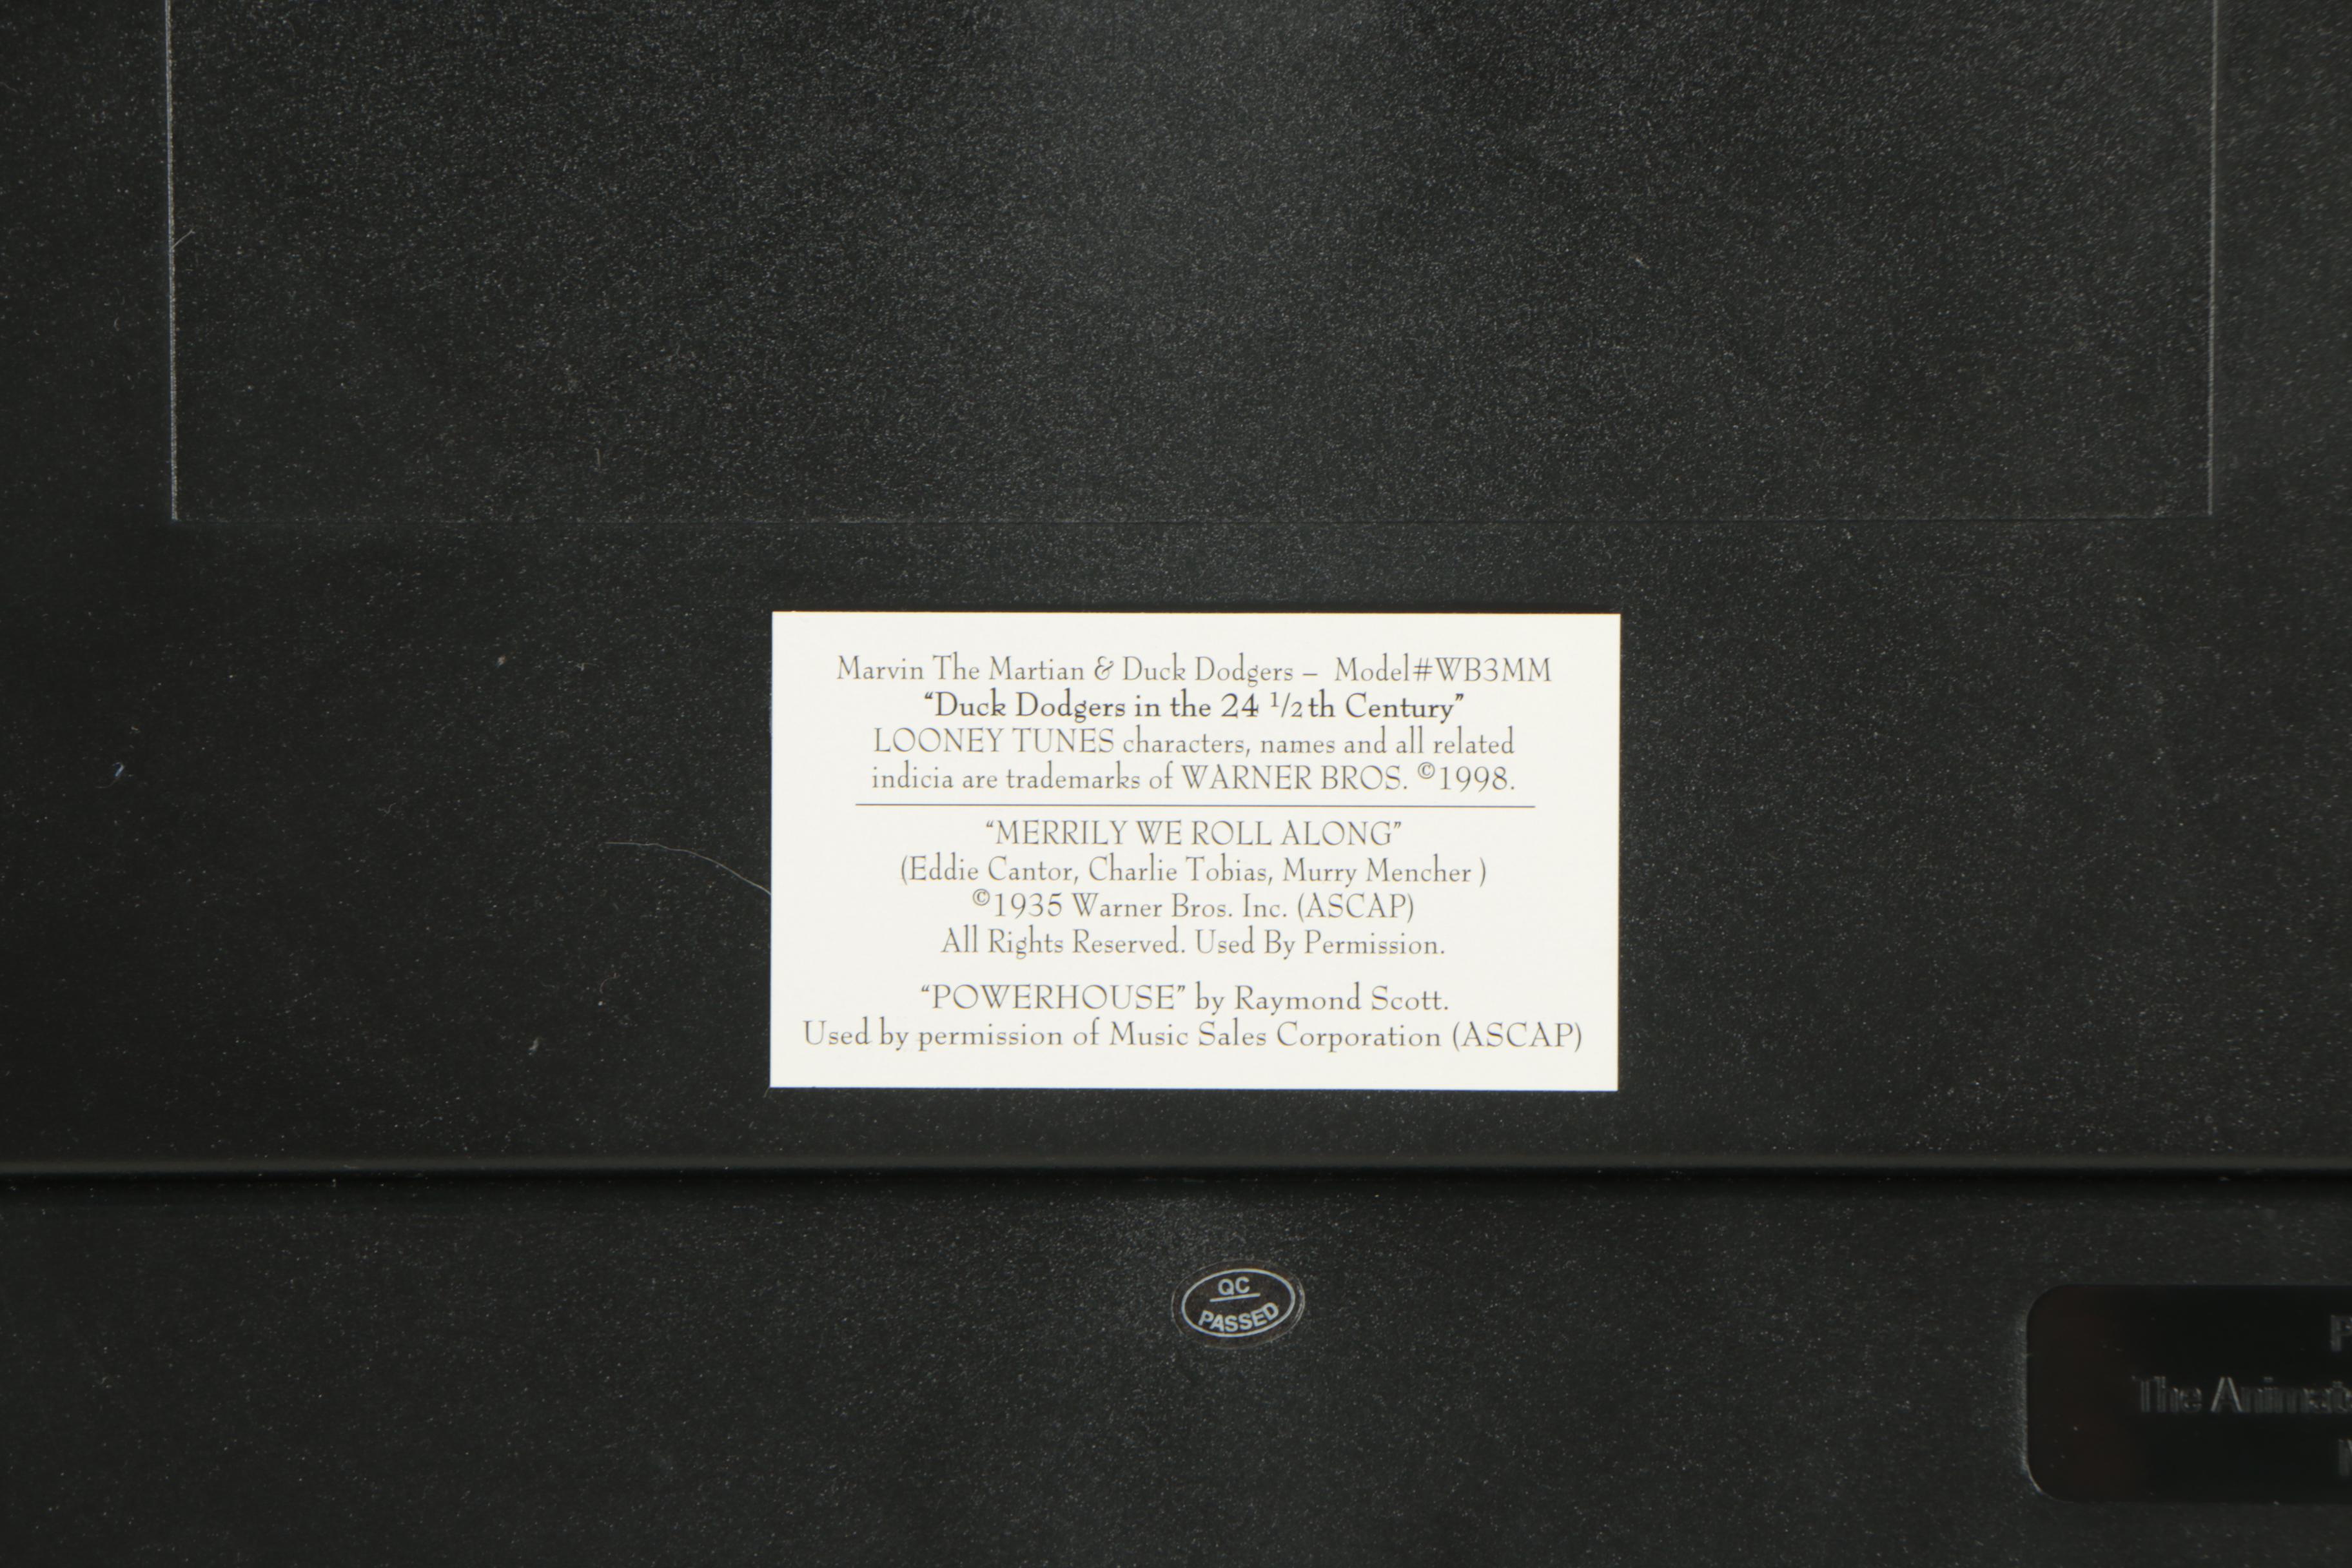 Marvin The Martian & Duck Dodgers – Model#WB3MM
“Duck Dodgers in the 24 1/2th Century”
LOONEY TUNES characters, names and all related
indicia are trademarks of WARNER BROS. ©1998.
“MERRILY WE ROLL ALONG”
(Eddie Cantor, Charlie Tobias, Murry Mencher )
©1935 Warner Bros. Inc. (ASCAP)
All Rights Reserved. Used By Permission.
“POWERHOUSE” by Raymond Scott.
Used by permission of Music Sales Corporation (ASCAP)
QC
PASSED
The